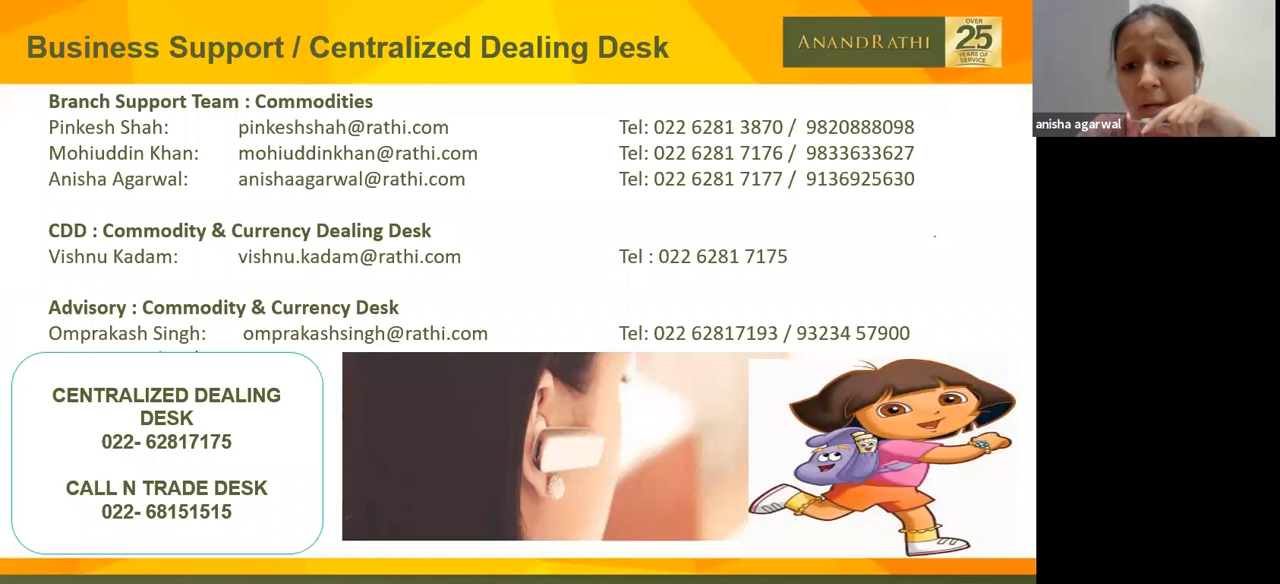 Business Support / Centralized Dealing Desk
ANANDRATHI
OVER
25
YEARS OF
SERVICE
anisha agarwal
Branch Support Team : Commodities
Pinkesh Shah: pinkeshshah@rathi.com Tel: 022 6281 3870 / 9820888098
Mohiuddin Khan: mohiuddinkhan@rathi.com Tel: 022 6281 7176 / 9833633627
Anisha Agarwal: anishaagarwal@rathi.com Tel: 022 6281 7177 / 9136925630
CDD : Commodity & Currency Dealing Desk
Vishnu Kadam: vishnu.kadam@rathi.com Tel : 022 6281 7175
Advisory : Commodity & Currency Desk
Omprakash Singh: omprakashsingh@rathi.com Tel: 022 62817193 / 93234 57900
CENTRALIZED DEALING
DESK
022- 62817175
CALL N TRADE DESK
022- 68151515